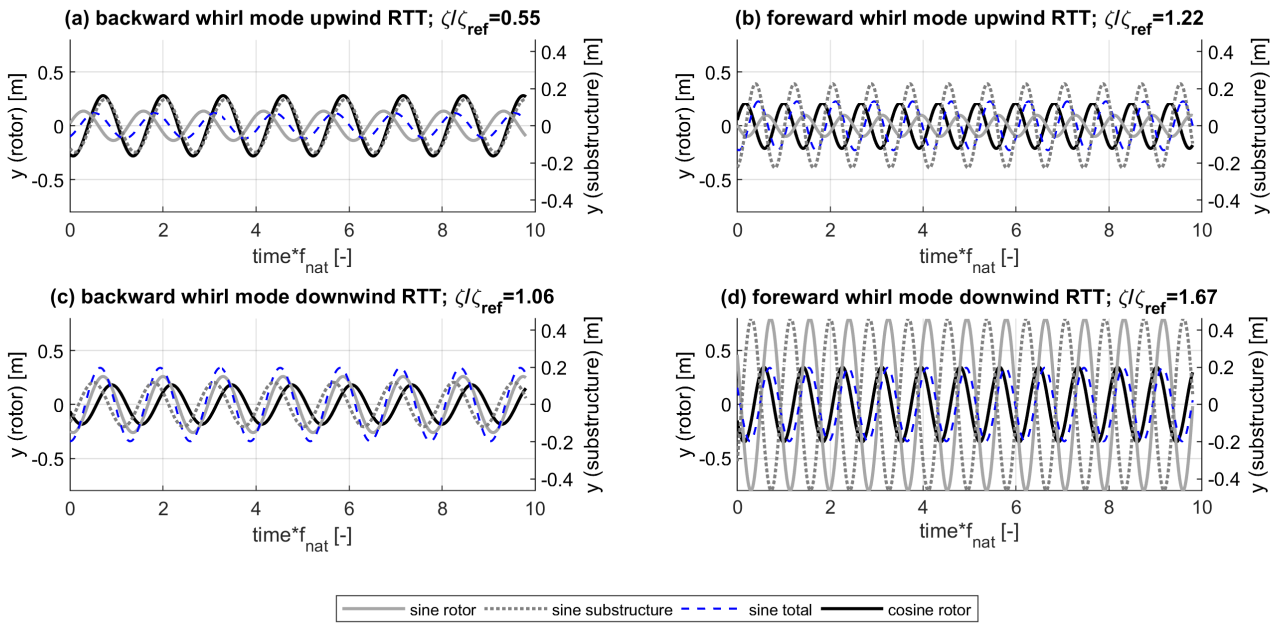 (a) backward whirl mode upwind RTT; ζ/ζref=0.55
y (rotor) [m]
0.5
0
-0.5
0.4
0.2
0
-0.2
-0.4
y (substructure) [m]
0 2 4 6 8 10
time*fnat [-]
(b) foreward whirl mode upwind RTT; ζ/ζref=1.22
y (rotor) [m]
0.5
0
-0.5
0.4
0.2
0
-0.2
-0.4
y (substructure) [m]
0 2 4 6 8 10
time*fnat [-]
(c) backward whirl mode downwind RTT; ζ/ζref=1.06
y (rotor) [m]
0.5
0
-0.5
0.4
0.2
0
-0.2
-0.4
y (substructure) [m]
0 2 4 6 8 10
time*fnat [-]
(d) foreward whirl mode downwind RTT; ζ/ζref=1.67
y (rotor) [m]
0.5
0
-0.5
0.4
0.2
0
-0.2
-0.4
y (substructure) [m]
0 2 4 6 8 10
time*fnat [-]
sine rotor sine substructure sine total cosine rotor